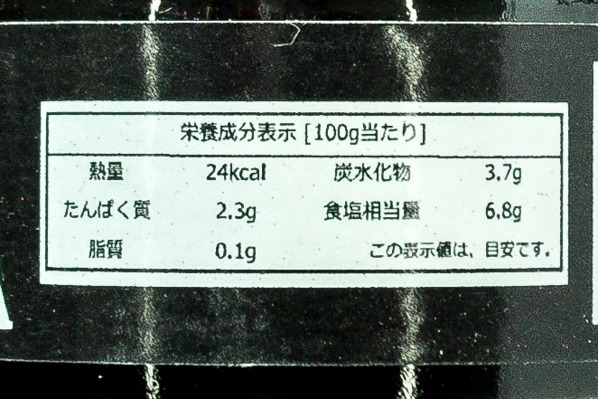 栄養成分表示 [100g当たり]
熱量 24kcal 炭水化物 3.7g
たんぱく質 2.3g 食塩相当量 6.8g
脂質 0.1g この表示値は、目安です。